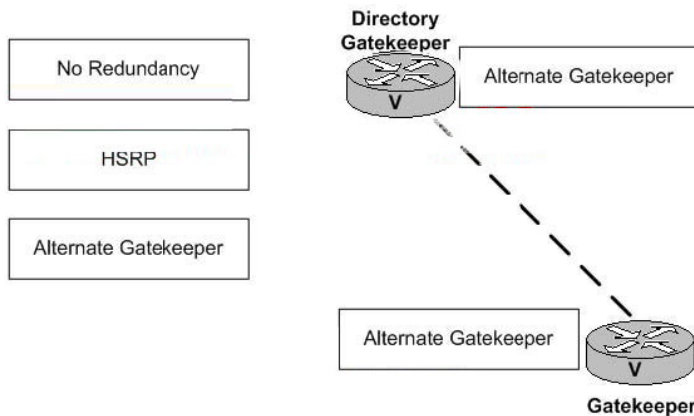 No Redundancy
HSRP
Alternate Gatekeeper
Directory
Gatekeeper
Alternate Gatekeeper
V
Alternate Gatekeeper
V
Gatekeeper